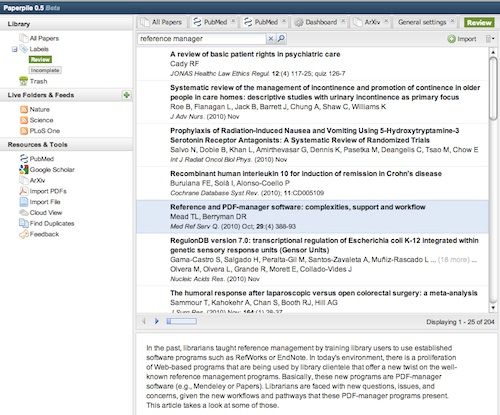 Paperpile 0.5 Beta
Library
All Papers
Labels
Review
Incomplete
Trash
Live Folders & Feeds
Nature
Science
PLoS One
Resources & Tools
PubMed
Google Scholar
ArXiv
Import PDFs
Import File
Cloud View
Find Duplicates
Feedback
All Papers PubMed PubMed Dashboard ArXiv General settings Review
reference manager Import
A review of basic patient rights in psychiatric care
Cady RF
JONAS Healthc Law Ethics Regul. 12(4) 117-25; quiz 126-7
Systematic review of the management of incontinence and promotion of continence in older
people in care homes: descriptive studies with urinary incontinence as primary focus
Roe B, Flanagan L, Jack B, Barrett J, Chung A, Shaw C, Williams K
J Adv Nurs. (2010) Nov
Prophylaxis of Radiation-Induced Nausea and Vomiting Using 5-Hydroxytryptamine-3
Serotonin Receptor Antagonists: A Systematic Review of Randomized Trials
Salvo N, Doble B, Khan L, Amirthevasar G, Dennis K, Pasetka M, Deangelis C, Tsao M, Chow E
Int J Radiat Oncol Biol Phys. (2010) Nov
Recombinant human interleukin 10 for induction of remission in Crohn's disease
Buruiana FE, Solà I, Alonso-Coello P
Cochrane Database Syst Rev. (2010); 11:CD005109
Reference and PDF-manager software: complexities, support and workflow
Mead TL, Berryman DR
Med Ref Serv Q. (2010) Oct; 29(4) 388-93
RegulonDB version 7.0: transcriptional regulation of Escherichia coli K-12 integrated within
genetic sensory response units (Gensor Units)
Gama-Castro S, Salgado H, Peralta-Gil M, Santos-Zavaleta A, Muñiz-Rascado L ... (18 more) ...
Olvera M, Olvera L, Grande R, Morett E, Collado-Vides J
Nucleic Acids Res. (2010) Nov
The humoral response after laparoscopic versus open colorectal surgery: a meta-analysis
Sammour T, Kahokehr A, Chan S, Booth RJ, Hill AG
J Surg Res. (2010) Nov; 164(1) 28-37
Displaying 1 - 25 of 204
In the past, librarians taught reference management by training library users to use established
software programs such as RefWorks or EndNote. In today's environment, there is a proliferation
of Web-based programs that are being used by library clientele that offer a new twist on the well-
known reference management programs. Basically, these new programs are PDF-manager
software (e.g., Mendeley or Papers). Librarians are faced with new questions, issues, and
concerns, given the new workflows and pathways that these PDF-manager programs present.
This article takes a look at some of those.